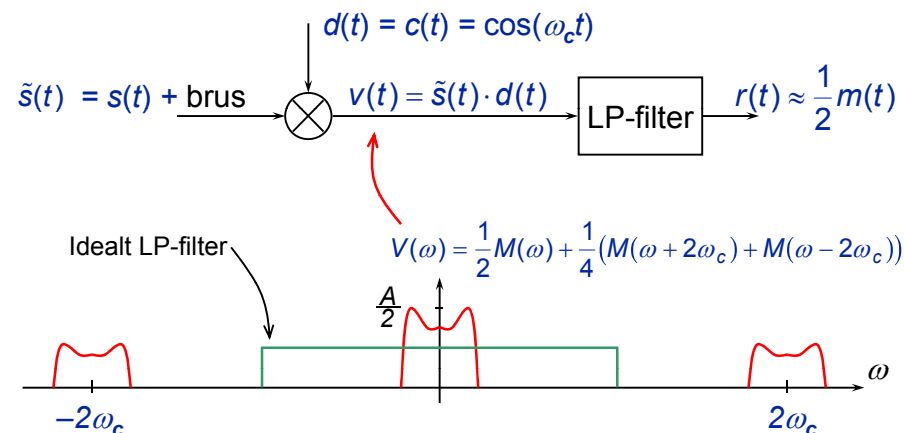 d(t) = c(t) = cos(ω_c t)
s̃(t) = s(t) + brus
v(t) = s̃(t) · d(t)
LP-filter
r(t) ≈ 1/2 m(t)
Idealt LP-filter
V(ω) = 1/2 M(ω) + 1/4 (M(ω + 2ω_c) + M(ω − 2ω_c))
A/2
ω
−2ω_c
2ω_c